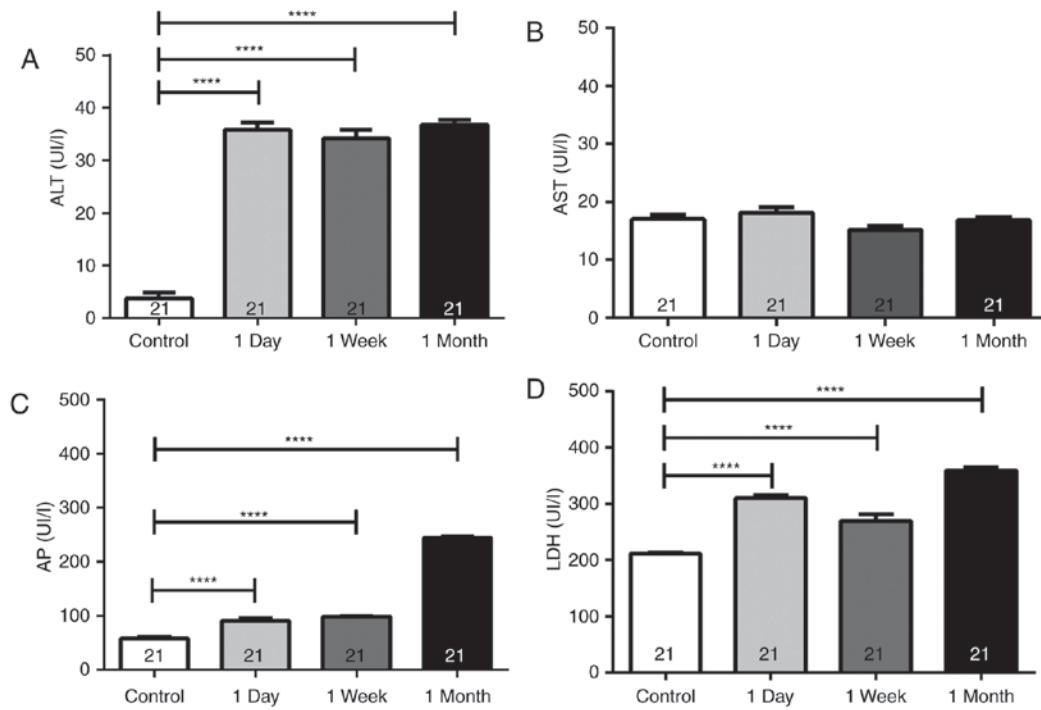 A
****
****
****
50
40
30
20
10
0
ALT (UI/l)
21 21 21 21
Control 1 Day 1 Week 1 Month
B
50
40
30
20
10
0
AST (UI/l)
21 21 21 21
Control 1 Day 1 Week 1 Month
C
500
400
300
200
100
0
AP (UI/l)
****
****
****
21 21 21 21
Control 1 Day 1 Week 1 Month
D
500
400
300
200
100
0
LDH (UI/l)
****
****
****
21 21 21 21
Control 1 Day 1 Week 1 Month